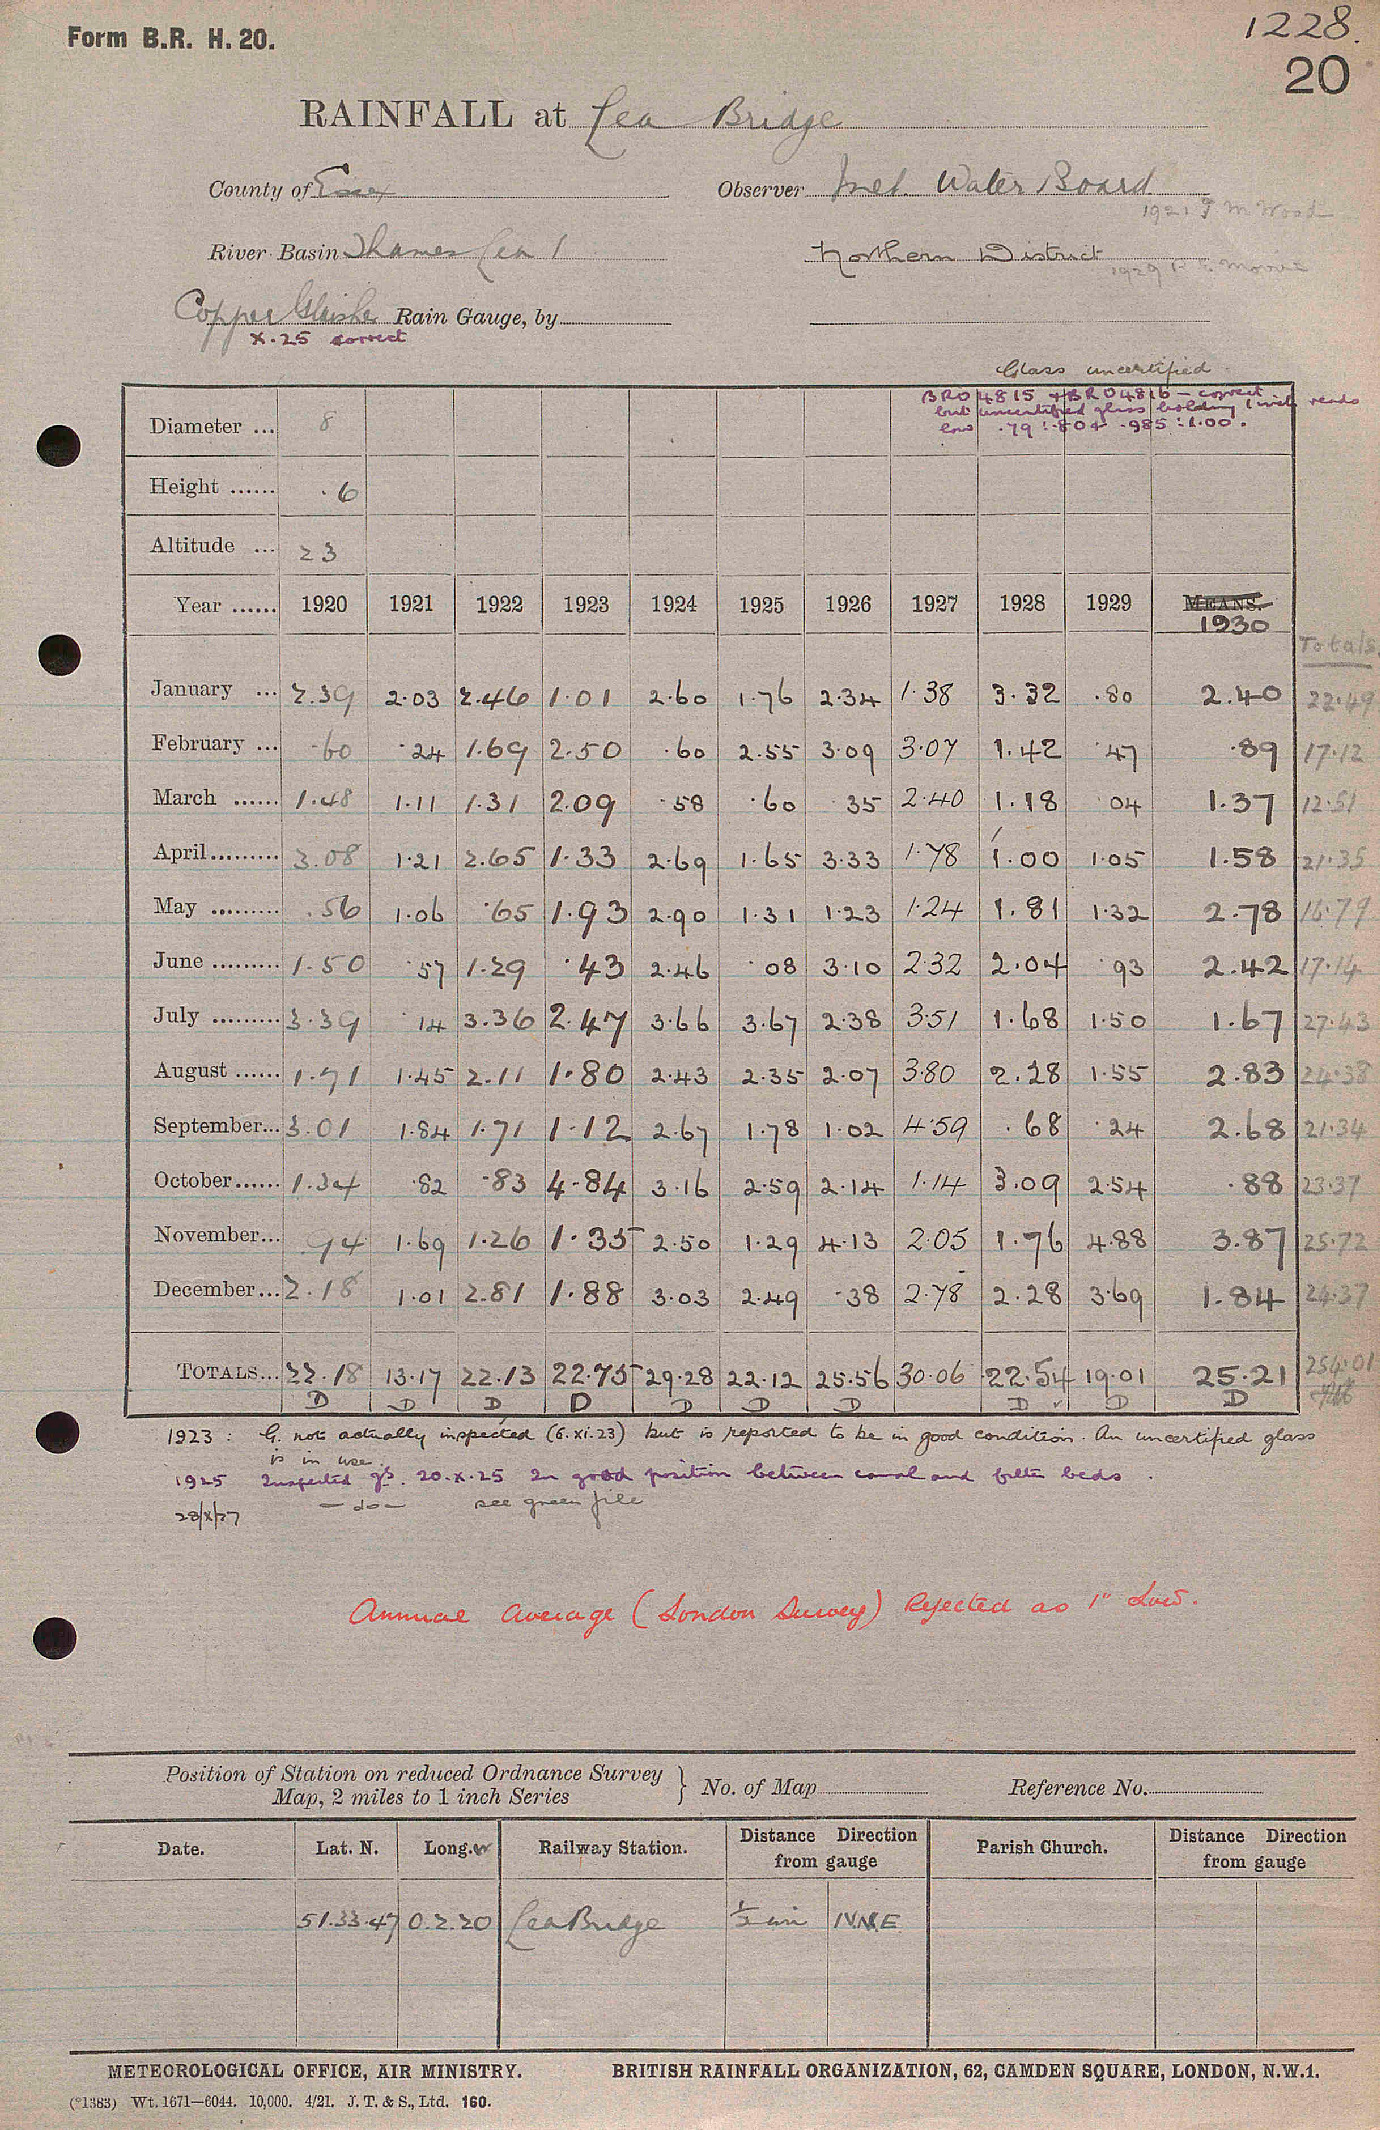 Form B.R. H. 20.
1228.
20
RAINFALL at Lea Bridge
County of Essex Observer Met. Water Board
1921 J M Wood
River Basin Thames Lea 1 Northern District
1929
Copper Glaisher Rain Gauge, by
X.25 correct
Glass uncertified
BRO 4815 + BRO 4816 — correct
but uncertified glass holding 1 inch reads
low .79 : .804 .985 : 1.00.
Diameter ... 8
Height ...... .6
Altitude ... 23
Year ...... 1920 1921 1922 1923 1924 1925 1926 1927 1928 1929 MEANS. 1930 Totals
January ... 2.39 2.03 2.46 1.01 2.60 1.76 2.34 1.38 3.32 .80 2.40 22.49
February ... .60 .24 1.69 2.50 .60 2.55 3.09 3.07 1.42 .47 .89 17.12
March ...... 1.48 1.11 1.31 2.09 .58 .60 .35 2.40 1.18 .04 1.37 12.51
April ......... 3.08 1.21 2.65 1.33 2.69 1.65 3.33 1.78 1.00 1.05 1.58 21.35
May ......... .56 1.06 .65 1.93 2.90 1.31 1.23 1.24 1.81 1.32 2.78 16.79
June ......... 1.50 .57 1.29 .43 2.46 .08 3.10 2.32 2.04 .93 2.42 17.14
July ......... 3.39 .14 3.36 2.47 3.66 3.67 2.38 3.51 1.68 1.50 1.67 27.43
August ...... 1.71 1.45 2.11 1.80 2.43 2.35 2.07 3.80 2.28 1.55 2.83 24.38
September... 3.01 1.84 1.71 1.12 2.67 1.78 1.02 4.59 .68 .24 2.68 21.34
October ...... 1.34 .82 .83 4.84 3.16 2.59 2.14 1.14 3.09 2.54 .88 23.37
November... .94 1.69 1.26 1.35 2.50 1.29 4.13 2.05 1.76 4.88 3.87 25.72
December... 2.18 1.01 2.81 1.88 3.03 2.49 .38 2.78 2.28 3.69 1.84 24.37
TOTALS... 22.18 13.17 22.13 22.75 29.28 22.12 25.56 30.06 22.54 19.01 25.21 254.01
D D D D D D D D D D
1923 : G. not actually inspected (6.xi.23) but is reported to be in good condition. An uncertified glass
is in use.
1925 Inspected gd. 20.X.25 In good position between canal and filter beds.
28/X/27 —do— see green file
Annual average (London Survey) Rejected as 1" Low.
Position of Station on reduced Ordnance Survey
Map, 2 miles to 1 inch Series } No. of Map Reference No.
Date. Lat. N. Long. W Railway Station. Distance Direction from gauge Parish Church. Distance Direction from gauge
51.33.47 0.2.20 Lea Bridge ½ mi NNE
METEOROLOGICAL OFFICE, AIR MINISTRY. BRITISH RAINFALL ORGANIZATION, 62, CAMDEN SQUARE, LONDON, N.W.1.
(*1383) Wt. 1671—6044. 10,000. 4/21. J. T. & S., Ltd. 160.